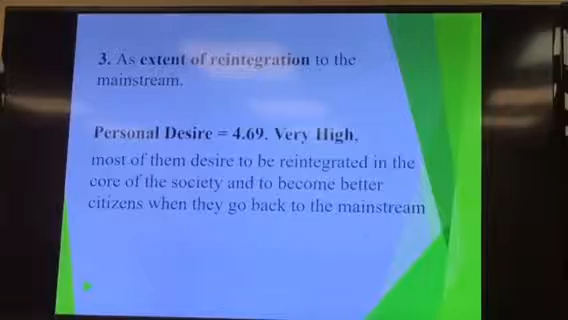 3. As extent of reintegration to the
mainstream.
Personal Desire = 4.69. Very High,
most of them desire to be reintegrated in the
core of the society and to become better
citizens when they go back to the mainstream